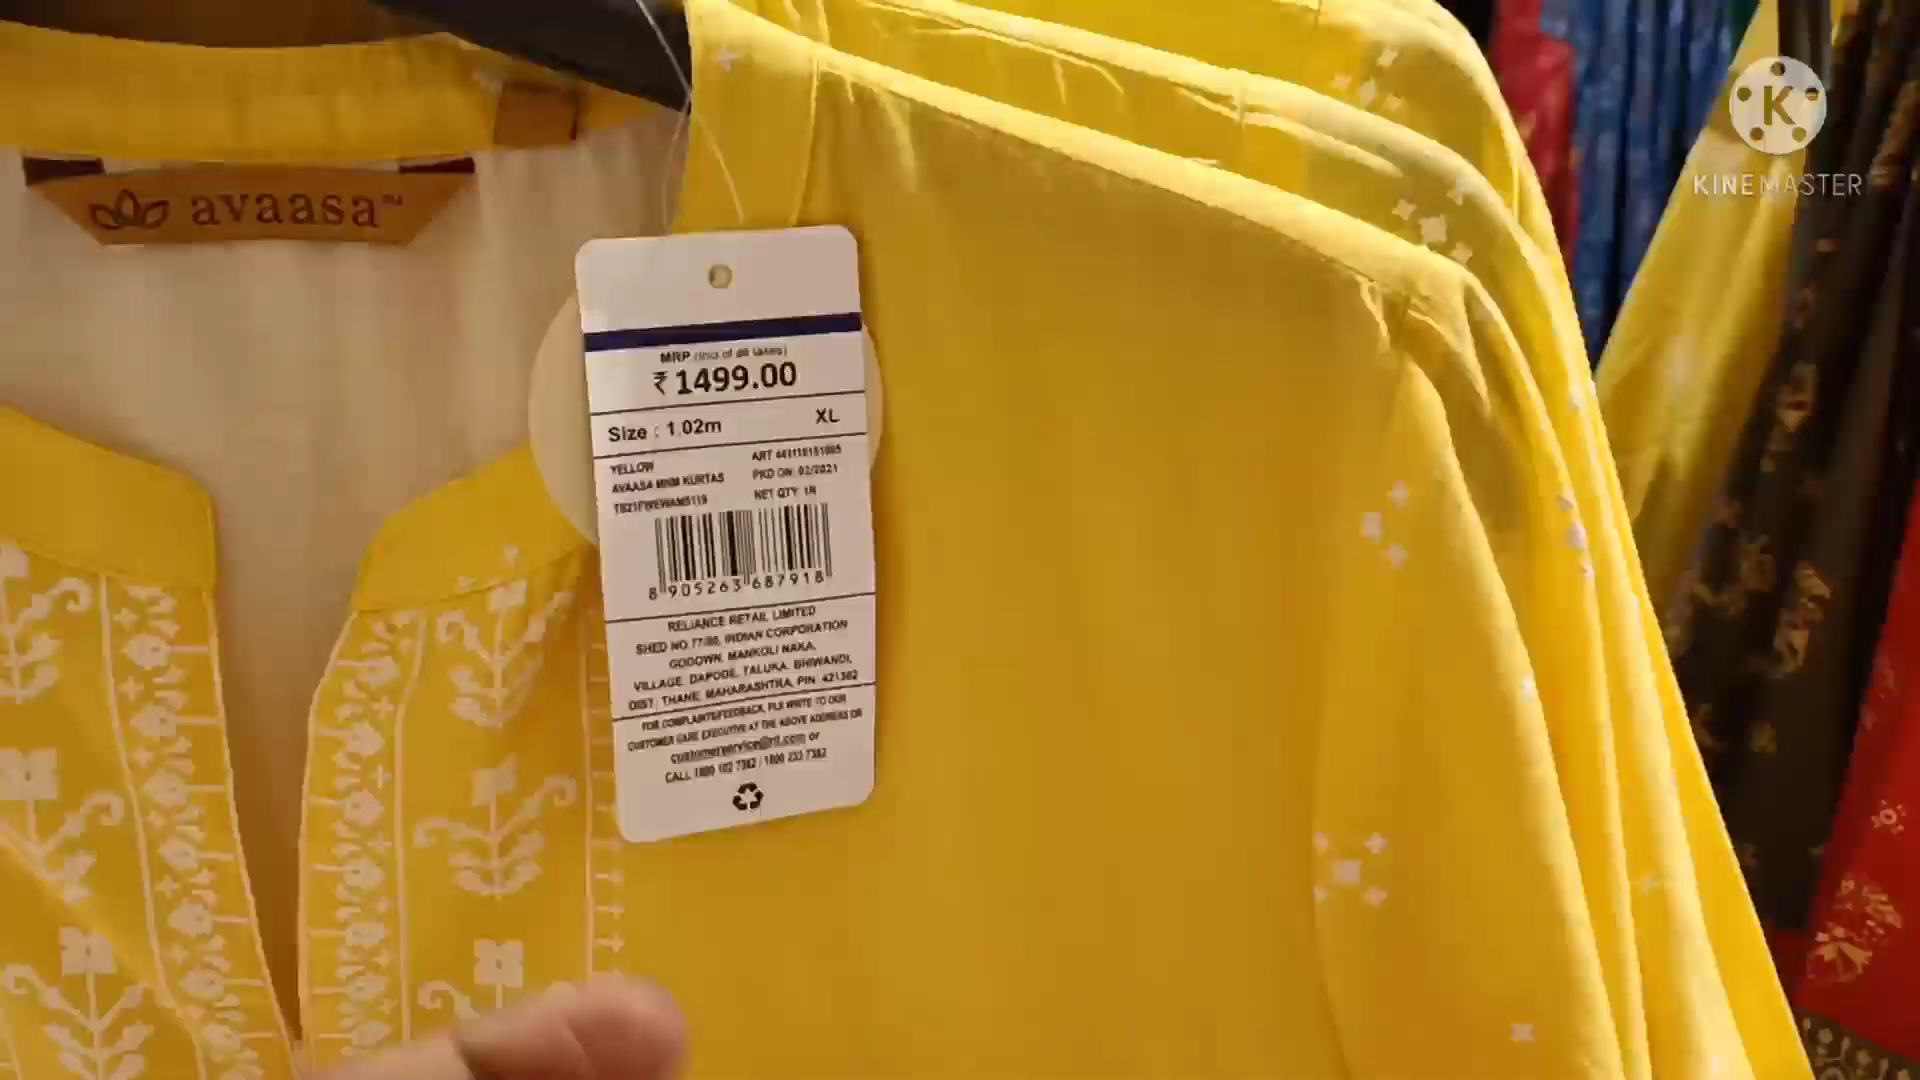 avaasa™
KINEMASTER
MRP (Incl of all taxes)
₹1499.00
Size : 1.02m XL
YELLOW
AVAASA MNM KURTAS
PKD ON: 02/2021
NET QTY: 1N
8 905263 687918
RELIANCE RETAIL LIMITED
SHED NO INDIAN CORPORATION
GODOWN, MANKOLI NAKA,
VILLAGE DAPODE, TALUKA BHIWANDI,
DIST: THANE, MAHARASHTRA, PIN: 421302
FOR COMPLAINTS/FEEDBACK, PLS WRITE TO OUR
CUSTOMER CARE EXECUTIVE AT THE ABOVE ADDRESS OR
customerservice@ril.com or
CALL 1800 102 7382 / 1800 233 7382